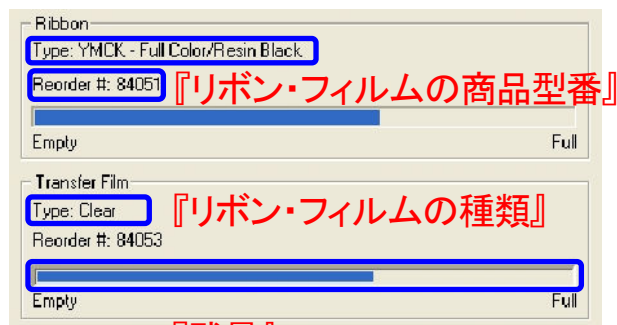 Ribbon
Type: YMCK - Full Color/Resin Black
Reorder #: 84051
『リボン・フィルムの商品型番』
Empty Full
Transfer Film
Type: Clear
『リボン・フィルムの種類』
Reorder #: 84053
Empty Full